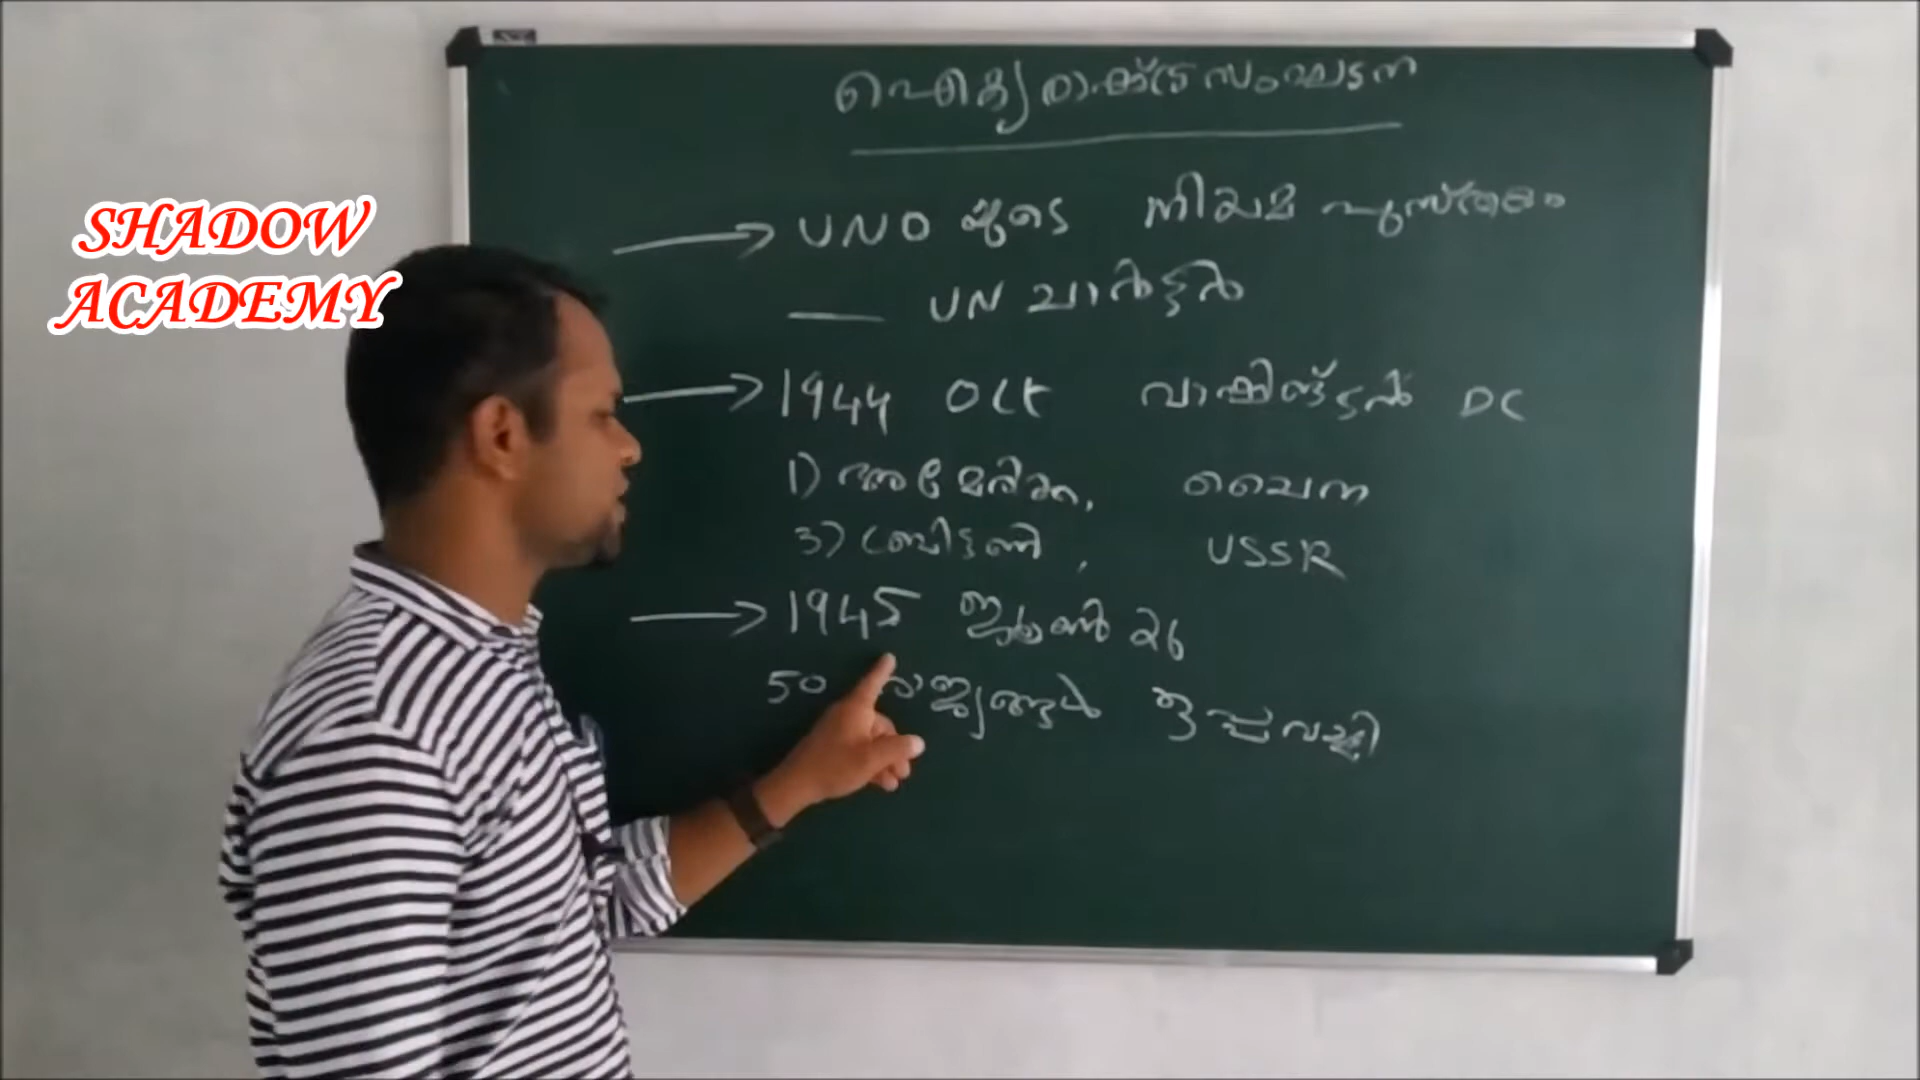 SHADOW
ACADEMY
ഐക്യരാഷ്ട്രസംഘടന
UNO യുടെ നിയമ പുസ്തകം
— UN ചാർട്ടർ
1944 Oct വാഷിങ്ടൺ DC
1) അമേരിക്ക, ചൈന
3) ബ്രിട്ടൺ, USSR
1945 ജൂൺ 26
50 രാജ്യങ്ങൾ ഒപ്പുവച്ചു